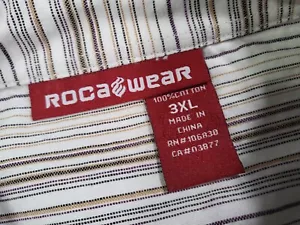 ROCAWEAR
100% COTTON
3XL
MADE IN
CHINA
RN#106830
CA#03877